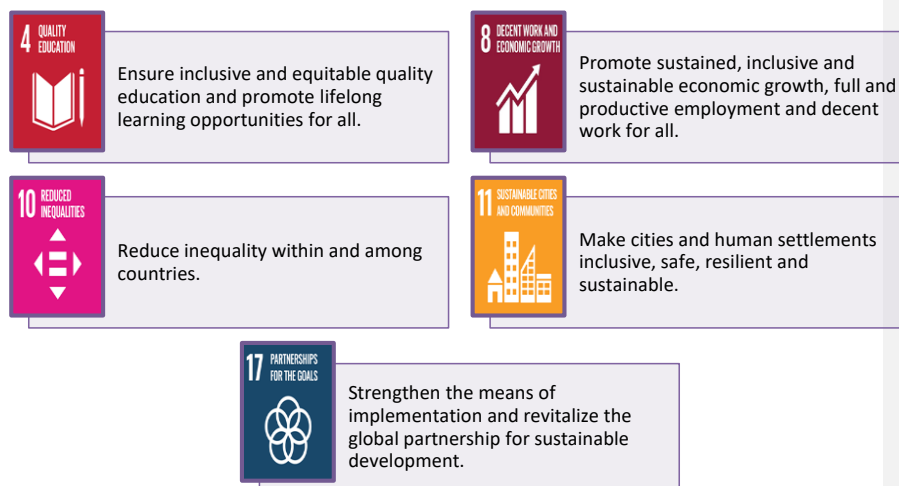 4 QUALITY
EDUCATION
Ensure inclusive and equitable quality
education and promote lifelong
learning opportunities for all.
8 DECENT WORK AND
ECONOMIC GROWTH
Promote sustained, inclusive and
sustainable economic growth, full and
productive employment and decent
work for all.
10 REDUCED
INEQUALITIES
Reduce inequality within and among
countries.
11 SUSTAINABLE CITIES
AND COMMUNITIES
Make cities and human settlements
inclusive, safe, resilient and
sustainable.
17 PARTNERSHIPS
FOR THE GOALS
Strengthen the means of
implementation and revitalize the
global partnership for sustainable
development.